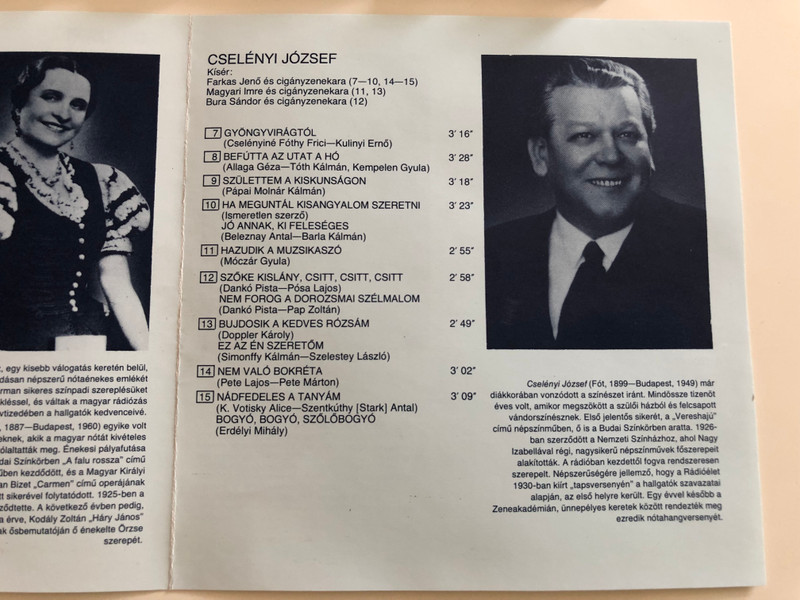 egy kisebb válogatás keretén belül,
népszerű nótaénekes emlékét
sikeres színpadi szereplésüket
és váltak a magyar rádiózás
a hallgatók kedvenceivé.
1887—Budapest, 1960) egyike volt
akik a magyar nótát kivételes
meg. Énekesi pályafutása
Színkörben „A falu rossza” című
kezdődött, és a Magyar Királyi
Bizet „Carmen” című operájának
sikerével folytatódott. 1925-ben a
A következő évben pedig,
érve, Kodály Zoltán „Háry János”
ősbemutatóján ő énekelte Örzse
szerepét.
CSELÉNYI JÓZSEF
Kísér:
Farkas Jenő és cigányzenekara (7—10, 14—15)
Magyari Imre és cigányzenekara (11, 13)
Bura Sándor és cigányzenekara (12)
7 GYÖNGYVIRÁGTÓL 3′ 16″
(Cselényiné Fóthy Frici—Kulinyi Ernő)
8 BEFÚTTA AZ UTAT A HÓ 3′ 28″
(Allaga Géza—Tóth Kálmán, Kempelen Gyula)
9 SZÜLETTEM A KISKUNSÁGON 3′ 18″
(Pápai Molnár Kálmán)
10 HA MEGUNTÁL KISANGYALOM SZERETNI 3′ 23″
(Ismeretlen szerző)
JÓ ANNAK, KI FELESÉGES
(Beleznay Antal—Barla Kálmán)
11 HAZUDIK A MUZSIKASZÓ 2′ 55″
(Móczár Gyula)
12 SZŐKE KISLÁNY, CSITT, CSITT, CSITT 2′ 58″
(Dankó Pista—Pósa Lajos)
NEM FOROG A DOROZSMAI SZÉLMALOM
(Dankó Pista—Pap Zoltán)
13 BUJDOSIK A KEDVES RÓZSÁM 2′ 49″
(Doppler Károly)
EZ AZ ÉN SZERETŐM
(Simonffy Kálmán—Szelestey László)
14 NEM VALÓ BOKRÉTA 3′ 02″
(Pete Lajos—Pete Márton)
15 NÁDFEDELES A TANYÁM 3′ 09″
(K. Votisky Alice—Szentkúthy [Stark] Antal)
BOGYÓ, BOGYÓ, SZŐLŐBOGYÓ
(Erdélyi Mihály)
Cselényi József (Fót, 1899—Budapest, 1949) már
diákkorában vonzódott a színészet iránt. Mindössze tizenöt
éves volt, amikor megszökött a szülői házból és felcsapott
vándorszínésznek. Első jelentős sikerét, a „Vereshajú”
című népszínműben, ő is a Budai Színkörben aratta. 1926-
ban szerződött a Nemzeti Színházhoz, ahol Nagy
Izabellával régi, nagysikerű népszínművek főszerepeit
alakították. A rádióban kezdettől fogva rendszeresen
szerepelt. Népszerűségére jellemző, hogy a Rádióélet
1930-ban kiírt „tapsversenyén” a hallgatók szavazatai
alapján, az első helyre került. Egy évvel később a
Zeneakadémián, ünnepélyes keretek között rendezték meg
ezredik nótahangversenyét.